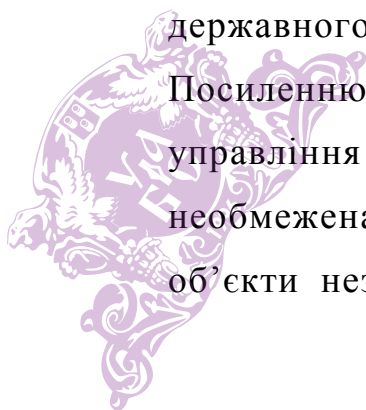 державного
Посиленню
управління
необмежена
об’єкти нез